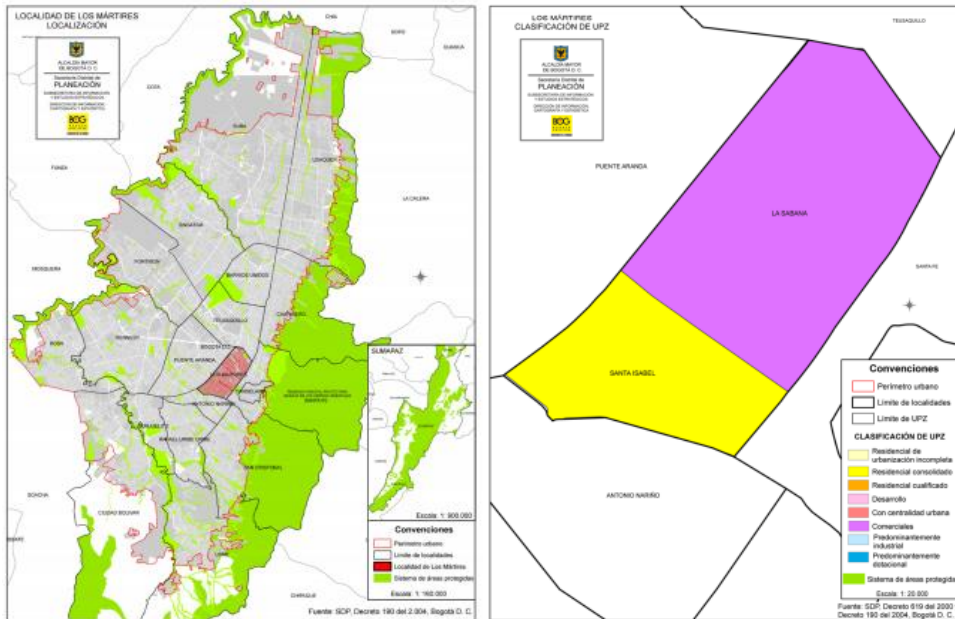 LOCALIDAD DE LOS MÁRTIRES
LOCALIZACIÓN
ALCALDÍA MAYOR
DE BOGOTÁ D.C.
Secretaría Distrital de
PLANEACIÓN
BOG
CHÍA
SUBA
USAQUÉN
FUNZA
LA CALERA
ENGATIVÁ
FONTIBÓN
MOSQUERA
BARRIOS UNIDOS
TEUSAQUILLO
CHAPINERO
BOSA
KENNEDY
PUENTE ARANDA
ANTONIO NARIÑO
RAFAEL URIBE URIBE
SAN CRISTÓBAL
CIUDAD BOLÍVAR
SOACHA
CHIPAQUE
SUMAPAZ
Escala: 1: 900.000
Convenciones
Perímetro urbano
Límite de localidades
Localidad de Los Mártires
Sistema de áreas protegidas
Escala: 1: 160.000
Fuente: SDP, Decreto 190 del 2.004, Bogotá D. C.
LOS MÁRTIRES
CLASIFICACIÓN DE UPZ
ALCALDÍA MAYOR
DE BOGOTÁ D.C.
Secretaría Distrital de
PLANEACIÓN
BOG
TEUSAQUILLO
PUENTE ARANDA
LA SABANA
SANTA FE
SANTA ISABEL
ANTONIO NARIÑO
Convenciones
Perímetro urbano
Límite de localidades
Límite de UPZ
CLASIFICACIÓN DE UPZ
Residencial de
urbanización incompleta
Residencial consolidado
Residencial cualificado
Desarrollo
Con centralidad urbana
Comerciales
Predominantemente
industrial
Predominantemente
dotacional
Sistema de áreas protegidas
Escala: 1: 20.000
Fuente: SDP, Decreto 619 del 2000
Decreto 190 del 2004, Bogotá D. C.